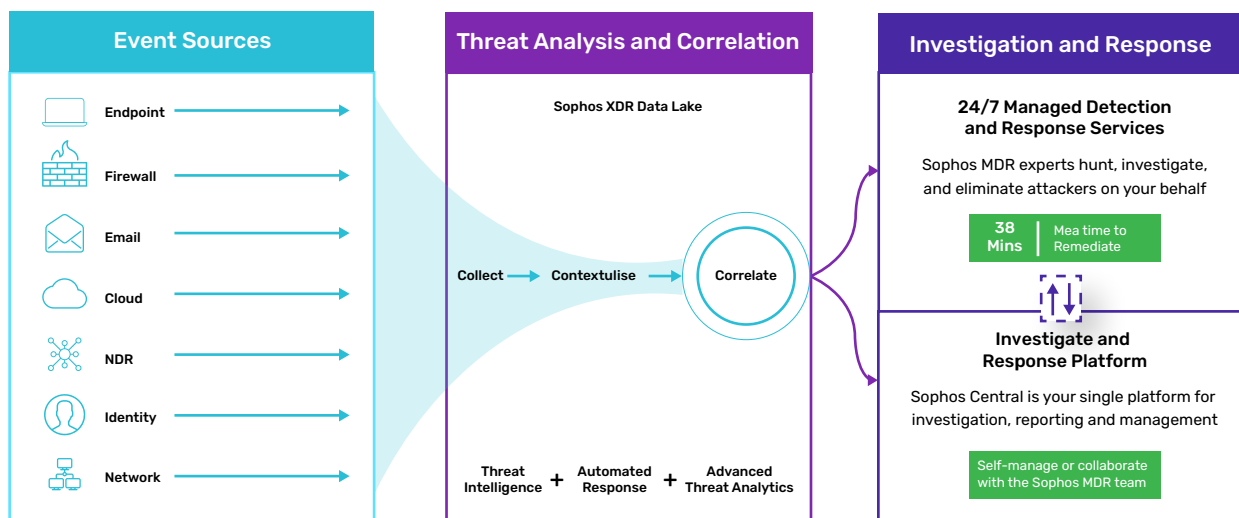 Event Sources
Endpoint
Firewall
Email
Cloud
NDR
Identity
Network
Threat Analysis and Correlation
Sophos XDR Data Lake
Collect
Contextulise
Correlate
Threat
Intelligence
+
Automated
Response
+
Advanced
Threat Analytics
Investigation and Response
24/7 Managed Detection
and Response Services
Sophos MDR experts hunt, investigate,
and eliminate attackers on your behalf
38
Mins
Mea time to
Remediate
Investigate and
Response Platform
Sophos Central is your single platform for
investigation, reporting and management
Self-manage or collaborate
with the Sophos MDR team